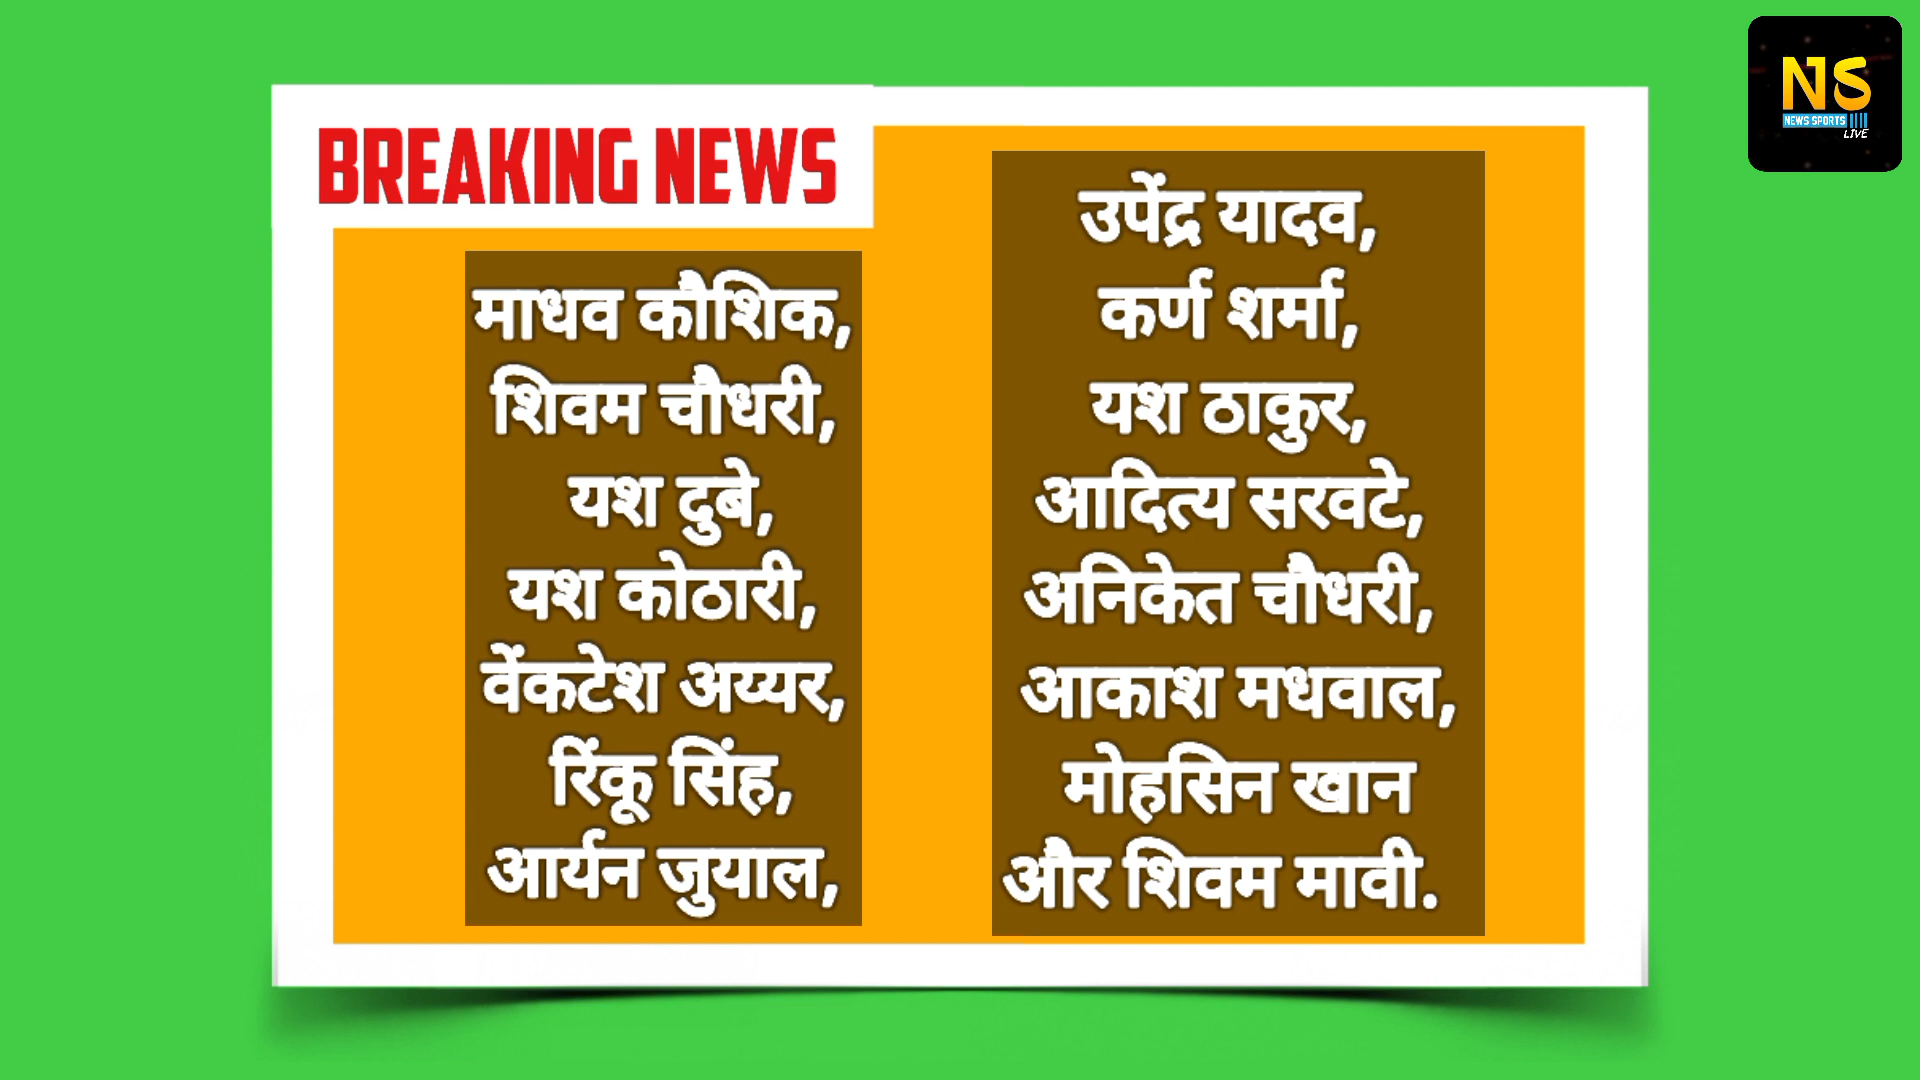 BREAKING NEWS
माधव कौशिक,
शिवम चौधरी,
यश दुबे,
यश कोठारी,
वेंकटेश अय्यर,
रिंकू सिंह,
आर्यन जुयाल,
उपेंद्र यादव,
कर्ण शर्मा,
यश ठाकुर,
आदित्य सरवटे,
अनिकेत चौधरी,
आकाश मधवाल,
मोहसिन खान
और शिवम मावी.
NS
NEWS SPORTS
LIVE